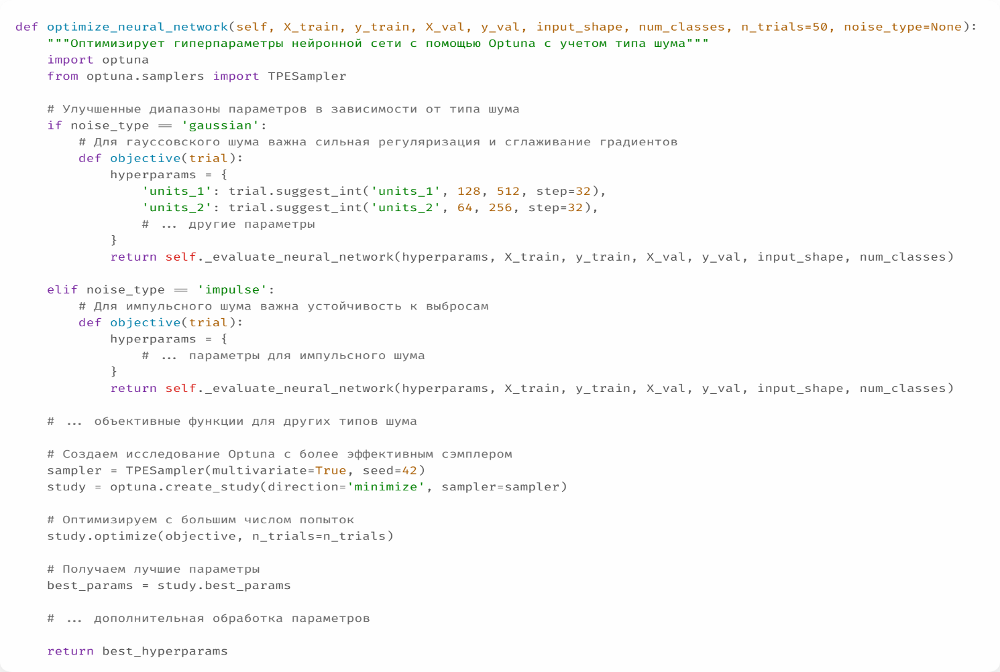 def optimize_neural_network(self, X_train, y_train, X_val, y_val, input_shape, num_classes, n_trials=50, noise_type=None):
    """Оптимизирует гиперпараметры нейронной сети с помощью Optuna с учетом типа шума"""
    import optuna
    from optuna.samplers import TPESampler

    # Улучшенные диапазоны параметров в зависимости от типа шума
    if noise_type == 'gaussian':
        # Для гауссовского шума важна сильная регуляризация и сглаживание градиентов
        def objective(trial):
            hyperparams = {
                'units_1': trial.suggest_int('units_1', 128, 512, step=32),
                'units_2': trial.suggest_int('units_2', 64, 256, step=32),
                # ... другие параметры
            }
            return self._evaluate_neural_network(hyperparams, X_train, y_train, X_val, y_val, input_shape, num_classes)

    elif noise_type == 'impulse':
        # Для импульсного шума важна устойчивость к выбросам
        def objective(trial):
            hyperparams = {
                # ... параметры для импульсного шума
            }
            return self._evaluate_neural_network(hyperparams, X_train, y_train, X_val, y_val, input_shape, num_classes)

    # ... объективные функции для других типов шума

    # Создаем исследование Optuna с более эффективным сэмплером
    sampler = TPESampler(multivariate=True, seed=42)
    study = optuna.create_study(direction='minimize', sampler=sampler)

    # Оптимизируем с большим числом попыток
    study.optimize(objective, n_trials=n_trials)

    # Получаем лучшие параметры
    best_params = study.best_params

    # ... дополнительная обработка параметров

    return best_hyperparams